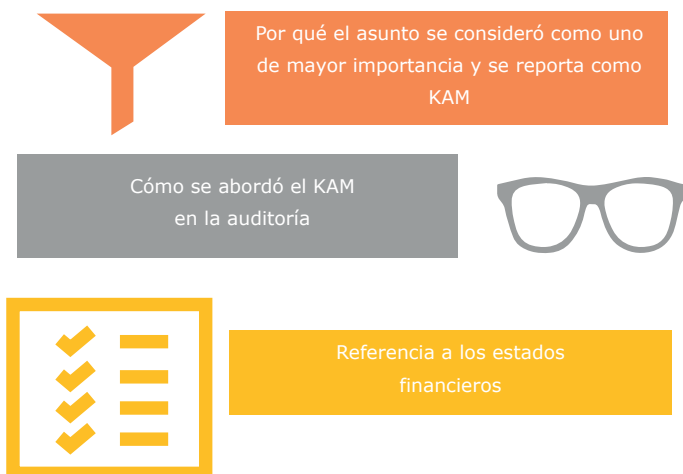 Por qué el asunto se consideró como uno
de mayor importancia y se reporta como
KAM
Cómo se abordó el KAM
en la auditoría
Referencia a los estados
financieros